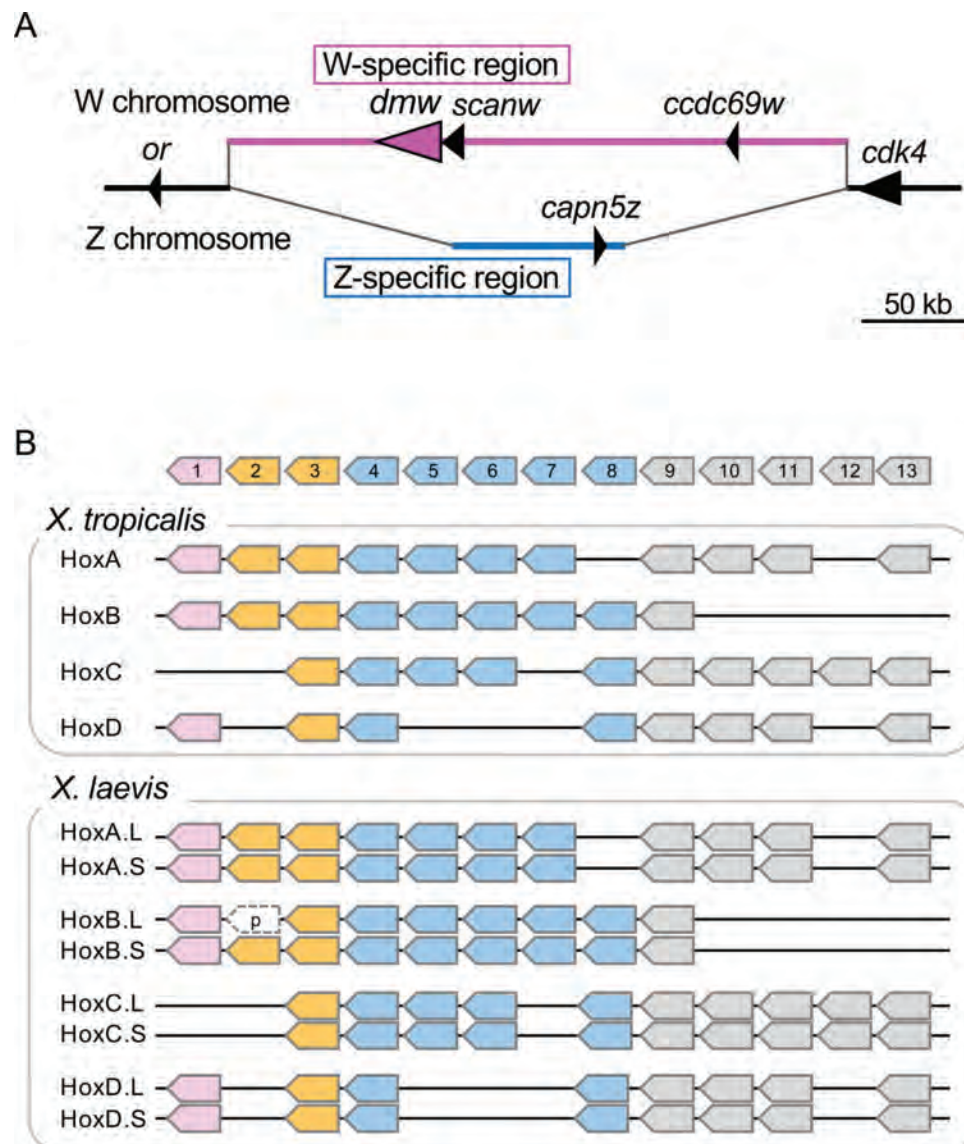 A
W-specific region
W chromosome
dmw scanw ccdc69w
or cdk4
capn5z
Z chromosome
Z-specific region
50 kb
B
1 2 3 4 5 6 7 8 9 10 11 12 13
X. tropicalis
HoxA
HoxB
HoxC
HoxD
X. laevis
HoxA.L
HoxA.S
HoxB.L p
HoxB.S
HoxC.L
HoxC.S
HoxD.L
HoxD.S